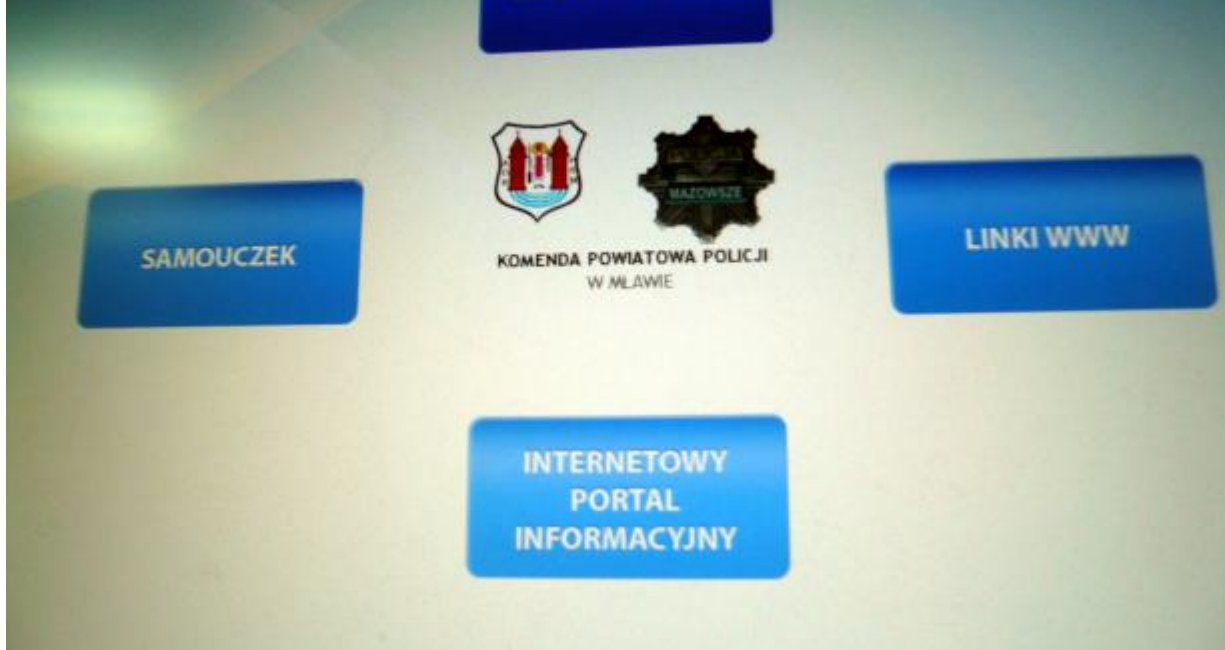 SAMOUCZEK
MAZOWSZE
KOMENDA POWIATOWA POLICJI
W MŁAWIE
LINKI WWW
INTERNETOWY
PORTAL
INFORMACYJNY